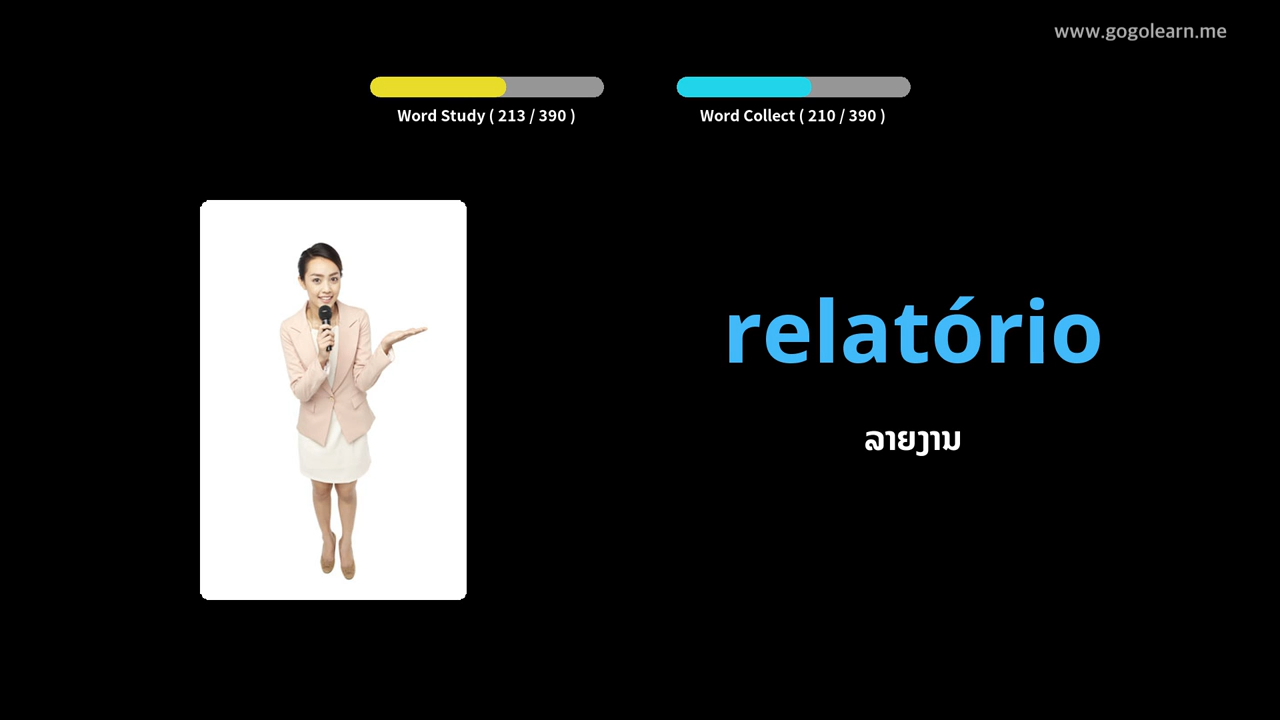 www.gogolearn.me
Word Study ( 213 / 390 )
Word Collect ( 210 / 390 )
relatório
ລາຍງານ